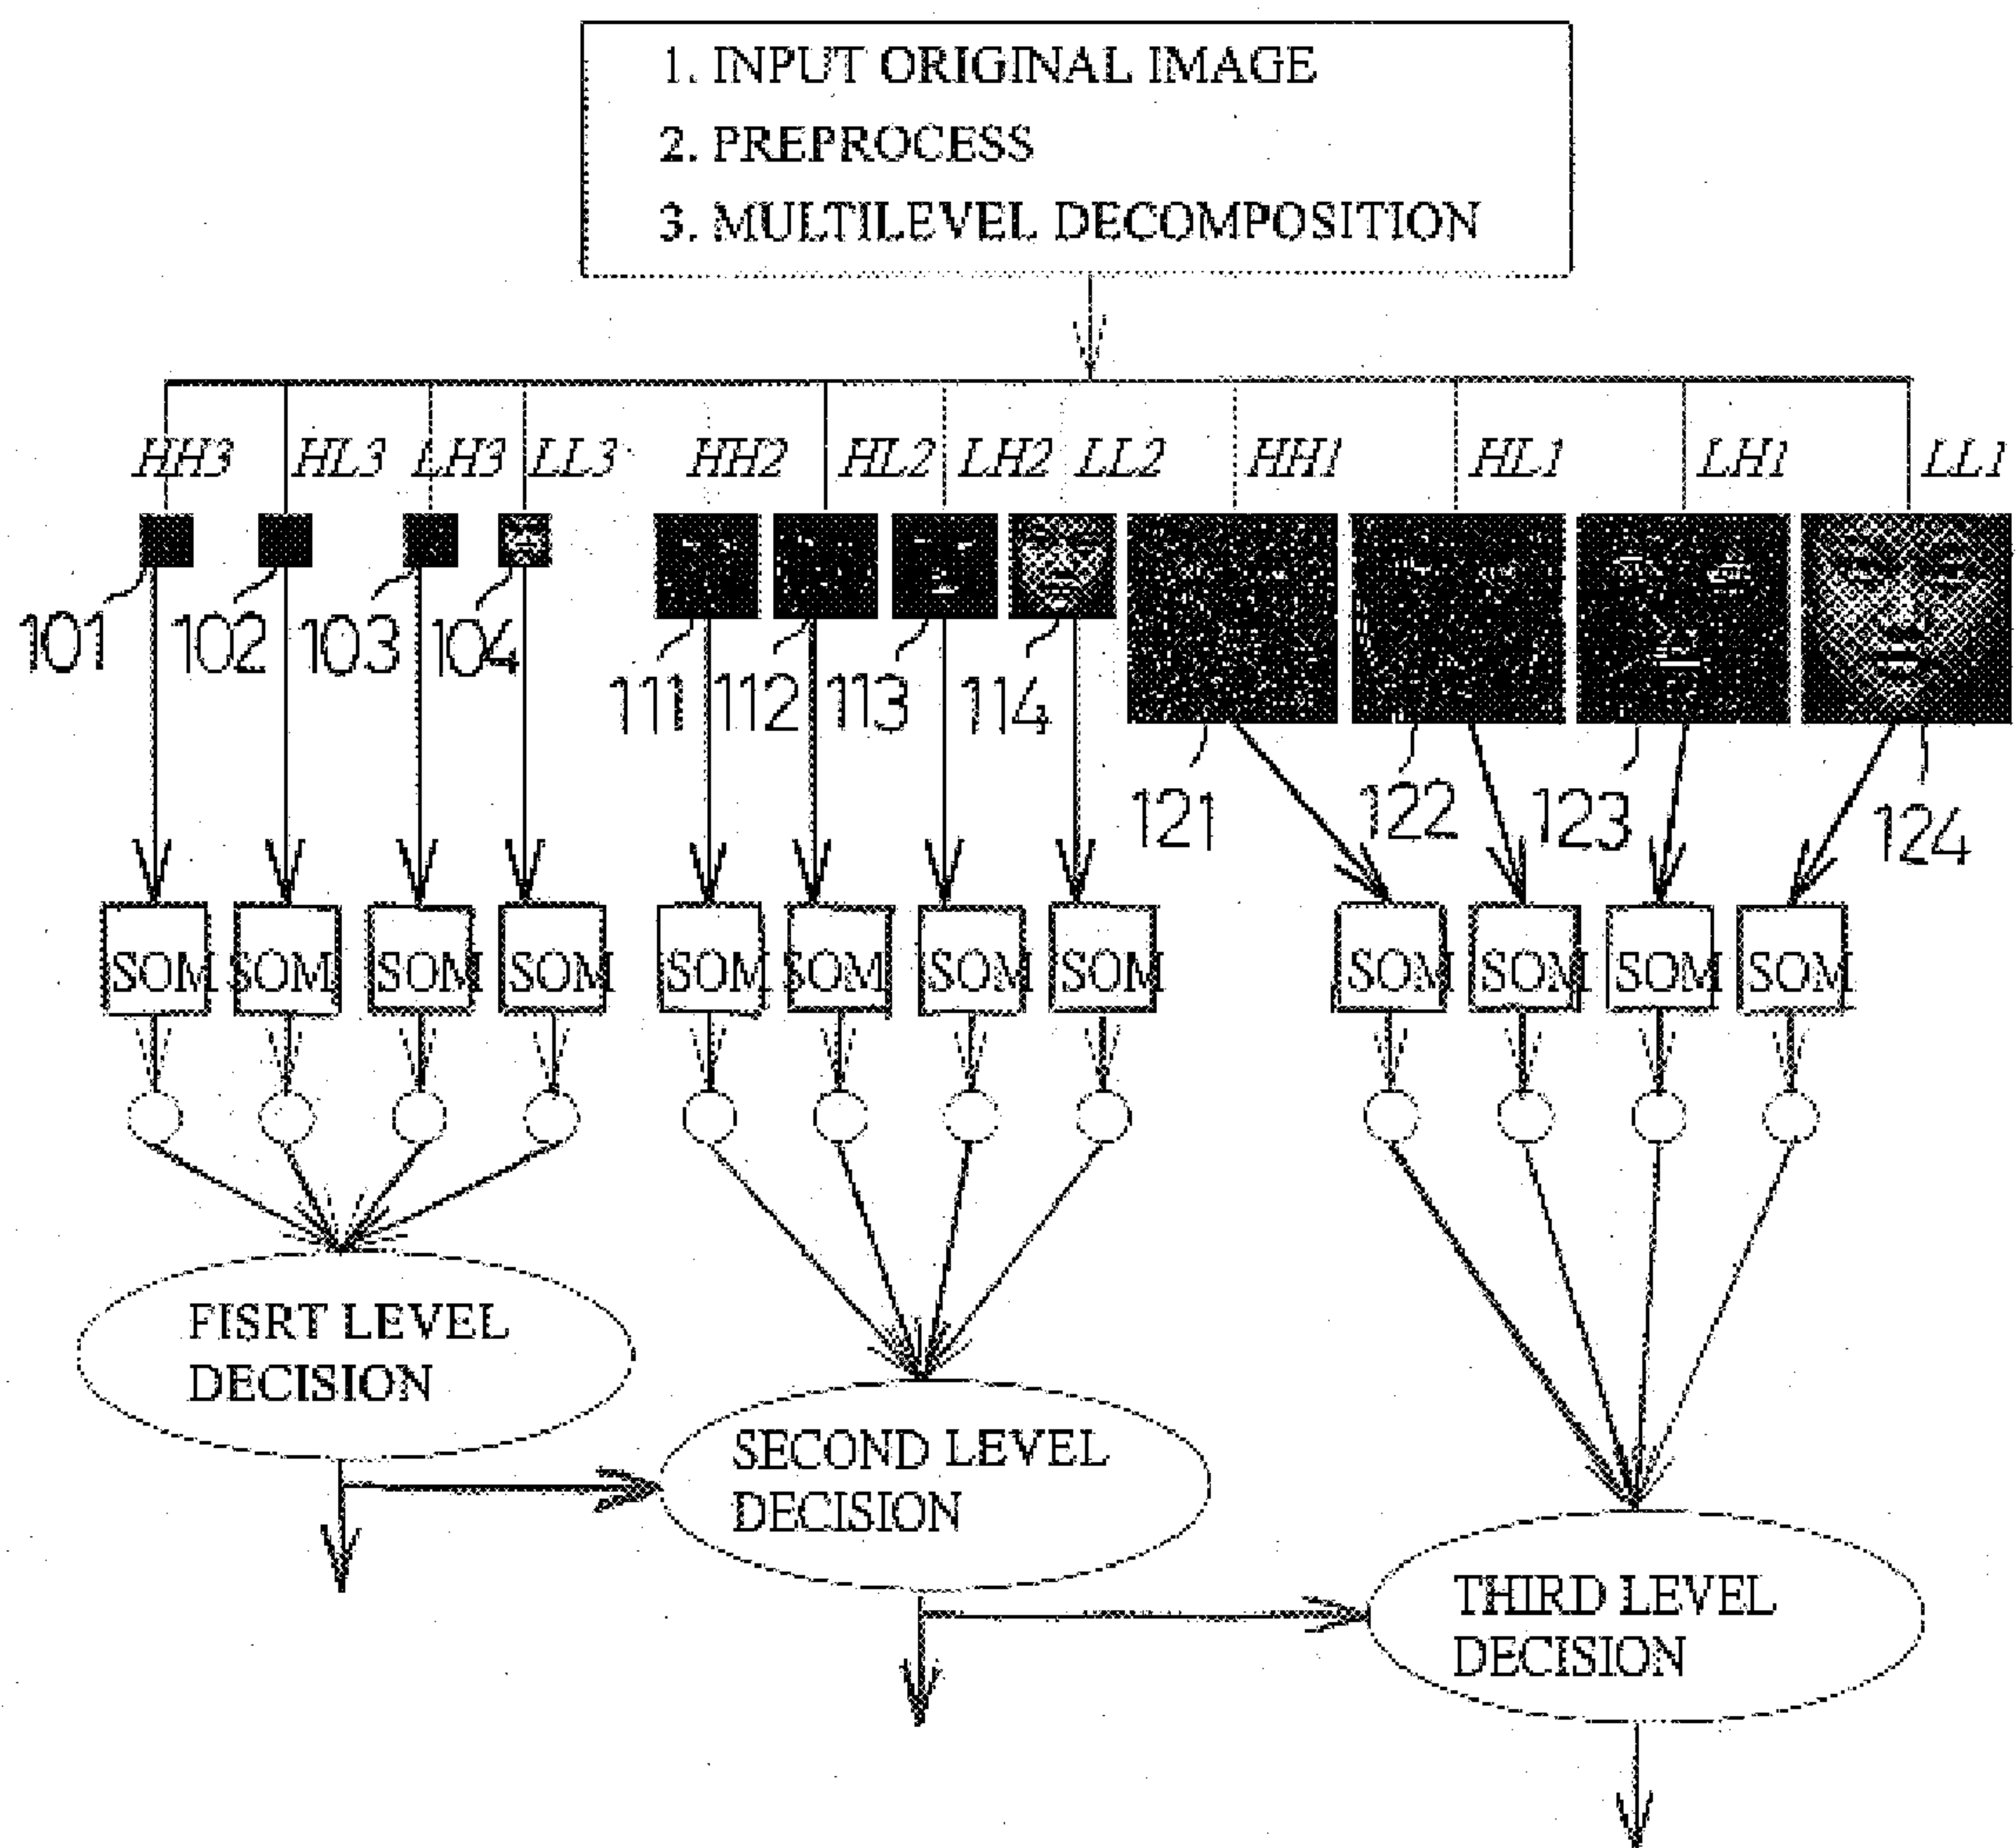 1. INPUT ORIGINAL IMAGE
2. PREPROCESS
3. MULTILEVEL DECOMPOSITION
HH3 HL3 LH3 LL3 HH2 HL2 LH2 LL2 HH1 HL1 LH1 LL1
101 102 103 104 111 112 113 114 121 122 123 124
SOM SOM SOM SOM SOM SOM SOM SOM SOM SOM SOM SOM
FISRT LEVEL
DECISION
SECOND LEVEL
DECISION
THIRD LEVEL
DECISION